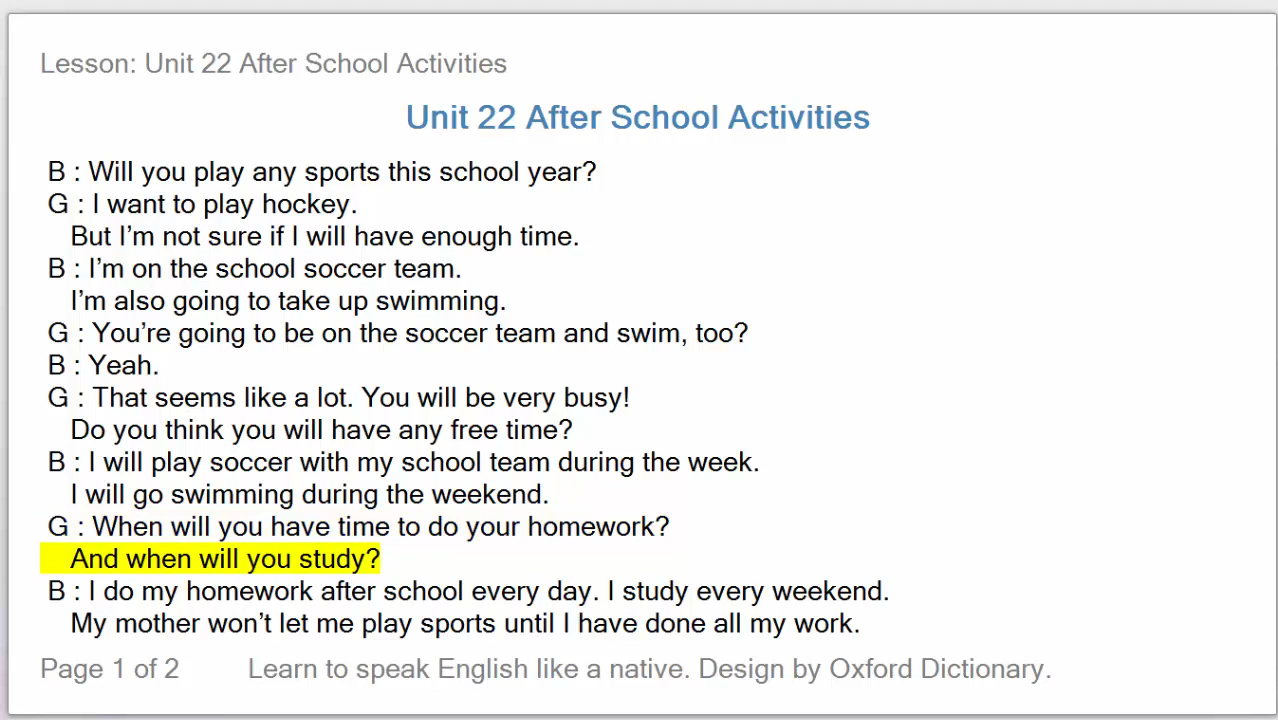 Lesson: Unit 22 After School Activities
Unit 22 After School Activities
B : Will you play any sports this school year?
G : I want to play hockey.
But I’m not sure if I will have enough time.
B : I’m on the school soccer team.
I’m also going to take up swimming.
G : You’re going to be on the soccer team and swim, too?
B : Yeah.
G : That seems like a lot. You will be very busy!
Do you think you will have any free time?
B : I will play soccer with my school team during the week.
I will go swimming during the weekend.
G : When will you have time to do your homework?
And when will you study?
B : I do my homework after school every day. I study every weekend.
My mother won’t let me play sports until I have done all my work.
Page 1 of 2 Learn to speak English like a native. Design by Oxford Dictionary.